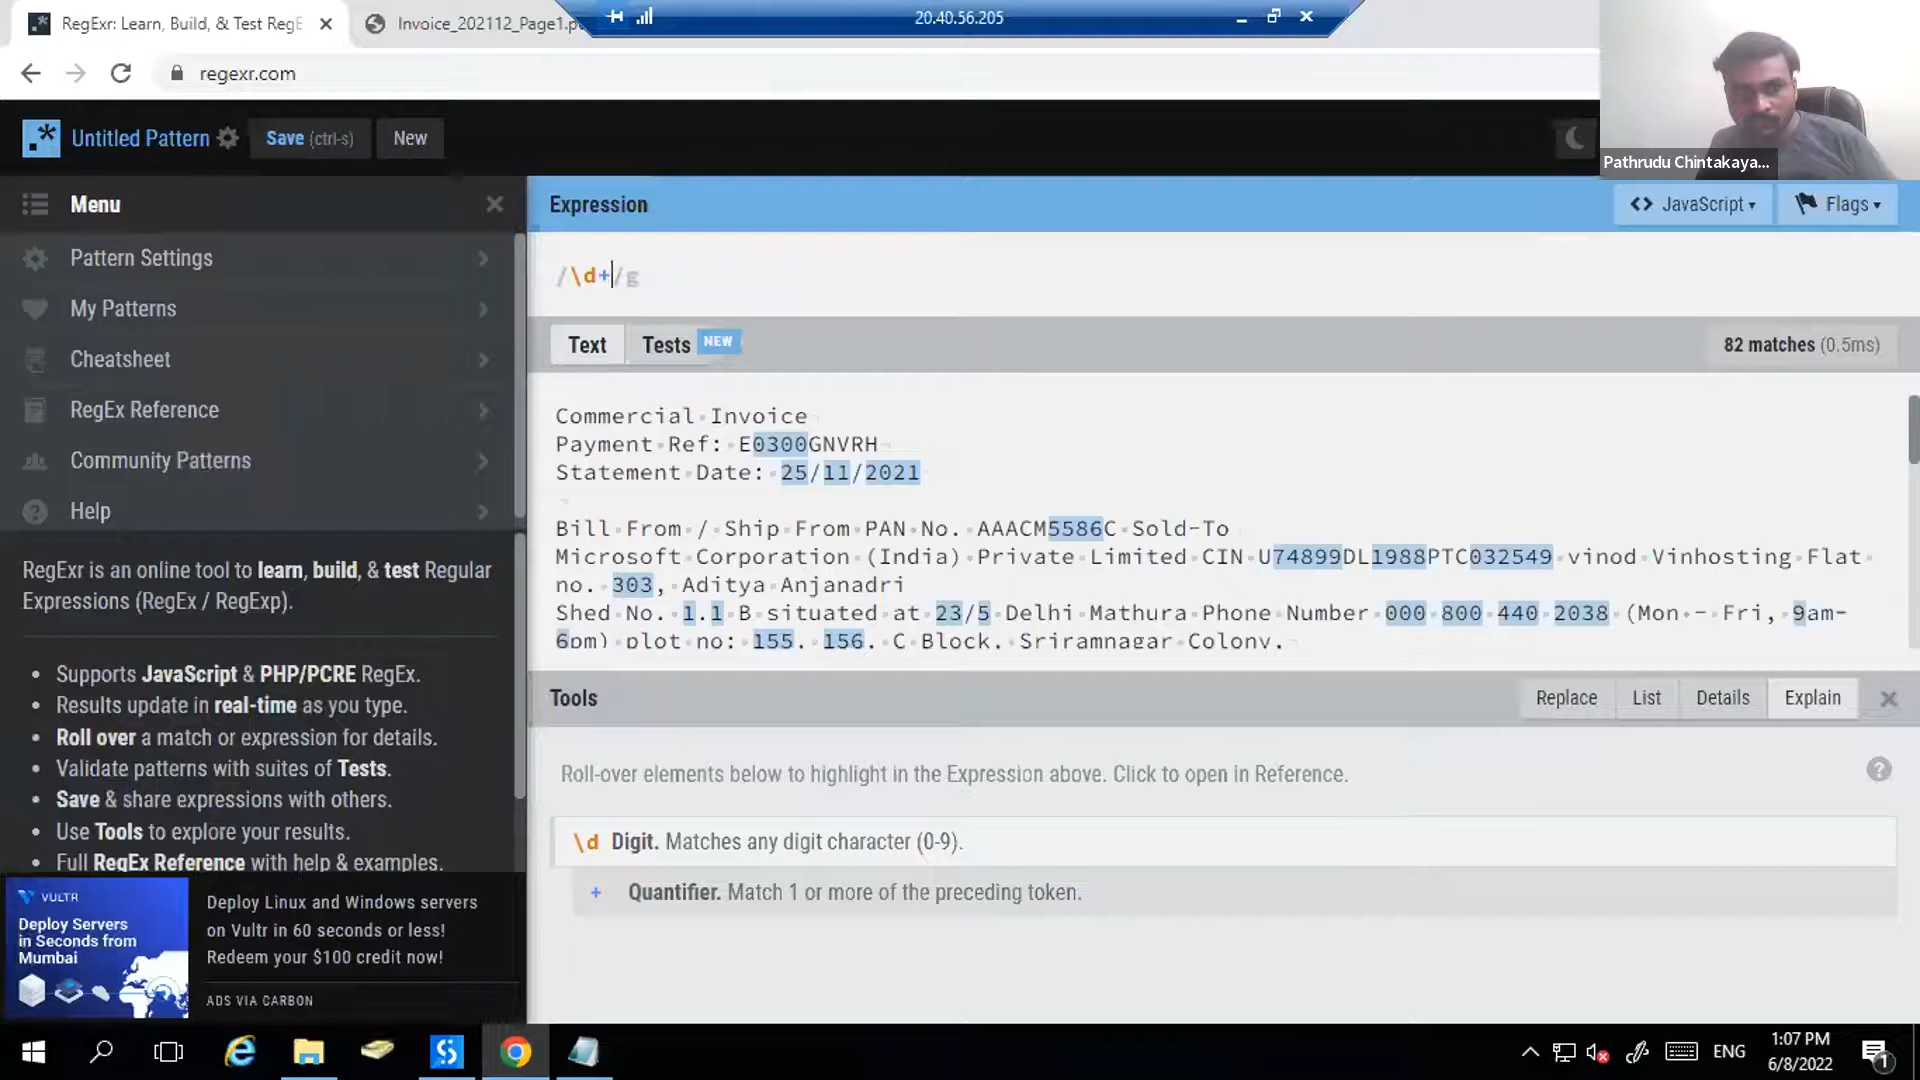 RegExr: Learn, Build, & Test RegE
Invoice_202112_Page1.p
20.40.56.205
regexr.com
Pathrudu Chintakaya...
Untitled Pattern
Save (ctrl-s)
New
Menu
Pattern Settings
My Patterns
Cheatsheet
RegEx Reference
Community Patterns
Help
RegExr is an online tool to learn, build, & test Regular
Expressions (RegEx / RegExp).
• Supports JavaScript & PHP/PCRE RegEx.
• Results update in real-time as you type.
• Roll over a match or expression for details.
• Validate patterns with suites of Tests.
• Save & share expressions with others.
• Use Tools to explore your results.
• Full RegEx Reference with help & examples.
VULTR
Deploy Servers
in Seconds from
Mumbai
Deploy Linux and Windows servers
on Vultr in 60 seconds or less!
Redeem your $100 credit now!
ADS VIA CARBON
Expression
<> JavaScript
Flags
/\d+/g
Text
Tests NEW
82 matches (0.5ms)
Commercial Invoice
Payment Ref: E0300GNVRH
Statement Date: 25/11/2021
Bill From / Ship From PAN No. AAACM5586C Sold-To
Microsoft Corporation (India) Private Limited CIN U74899DL1988PTC032549 vinod Vinhosting Flat
no. 303, Aditya Anjanadri
Shed No. 1.1 B situated at 23/5 Delhi Mathura Phone Number 000 800 440 2038 (Mon - Fri, 9am-
6pm) plot no: 155, 156, C Block, Sriramnagar Colony,
Tools
Replace
List
Details
Explain
Roll-over elements below to highlight in the Expression above. Click to open in Reference.
?
\d Digit. Matches any digit character (0-9).
+ Quantifier. Match 1 or more of the preceding token.
ENG
1:07 PM
6/8/2022
1